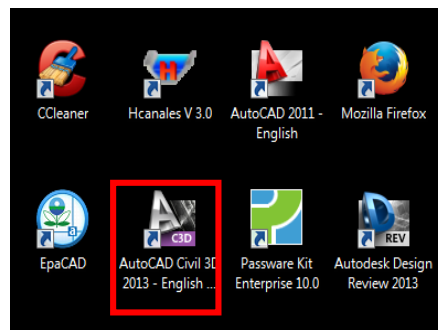 CCleaner
Hcanales V 3.0
AutoCAD 2011 -
English
Mozilla Firefox
EpaCAD
C3D
AutoCAD Civil 3D
2013 - English ...
Passware Kit
Enterprise 10.0
REV
Autodesk Design
Review 2013